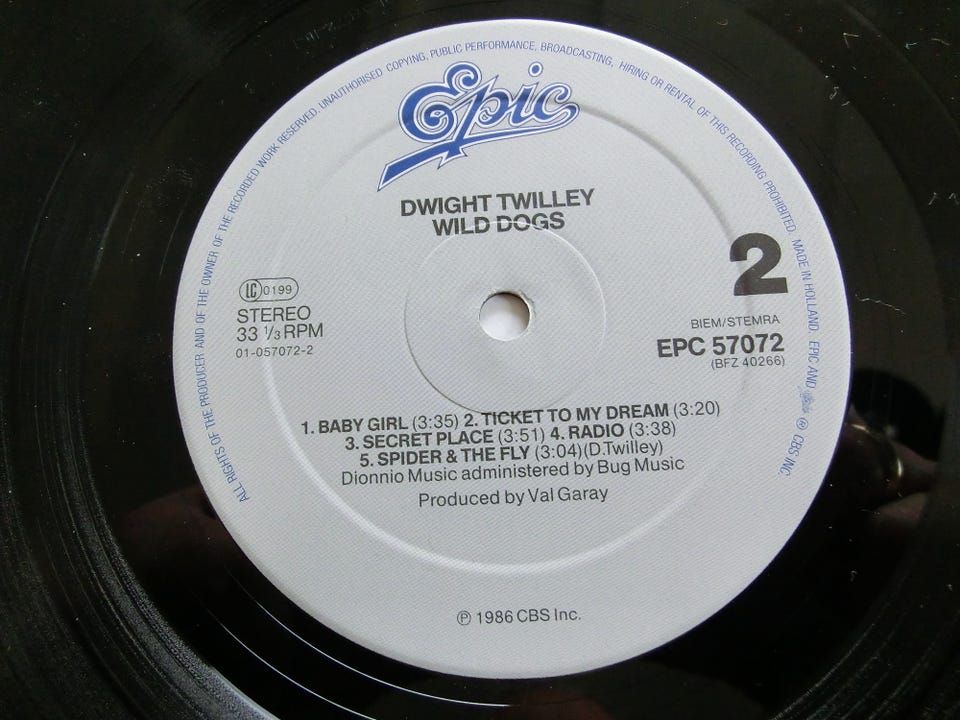 ALL RIGHTS OF THE PRODUCER AND OF THE OWNER OF THE RECORDED WORK RESERVED. UNAUTHORISED COPYING, PUBLIC PERFORMANCE, BROADCASTING, HIRING OR RENTAL OF THIS RECORDING PROHIBITED. MADE IN HOLLAND. EPIC AND ® CBS INC.
Epic
DWIGHT TWILLEY
WILD DOGS
2
LC 0199
STEREO
33 1/3 RPM
01-057072-2
BIEM/STEMRA
EPC 57072
(BFZ 40266)
1. BABY GIRL (3:35) 2. TICKET TO MY DREAM (3:20)
3. SECRET PLACE (3:51) 4. RADIO (3:38)
5. SPIDER & THE FLY (3:04)(D.Twilley)
Dionnio Music administered by Bug Music
Produced by Val Garay
℗ 1986 CBS Inc.